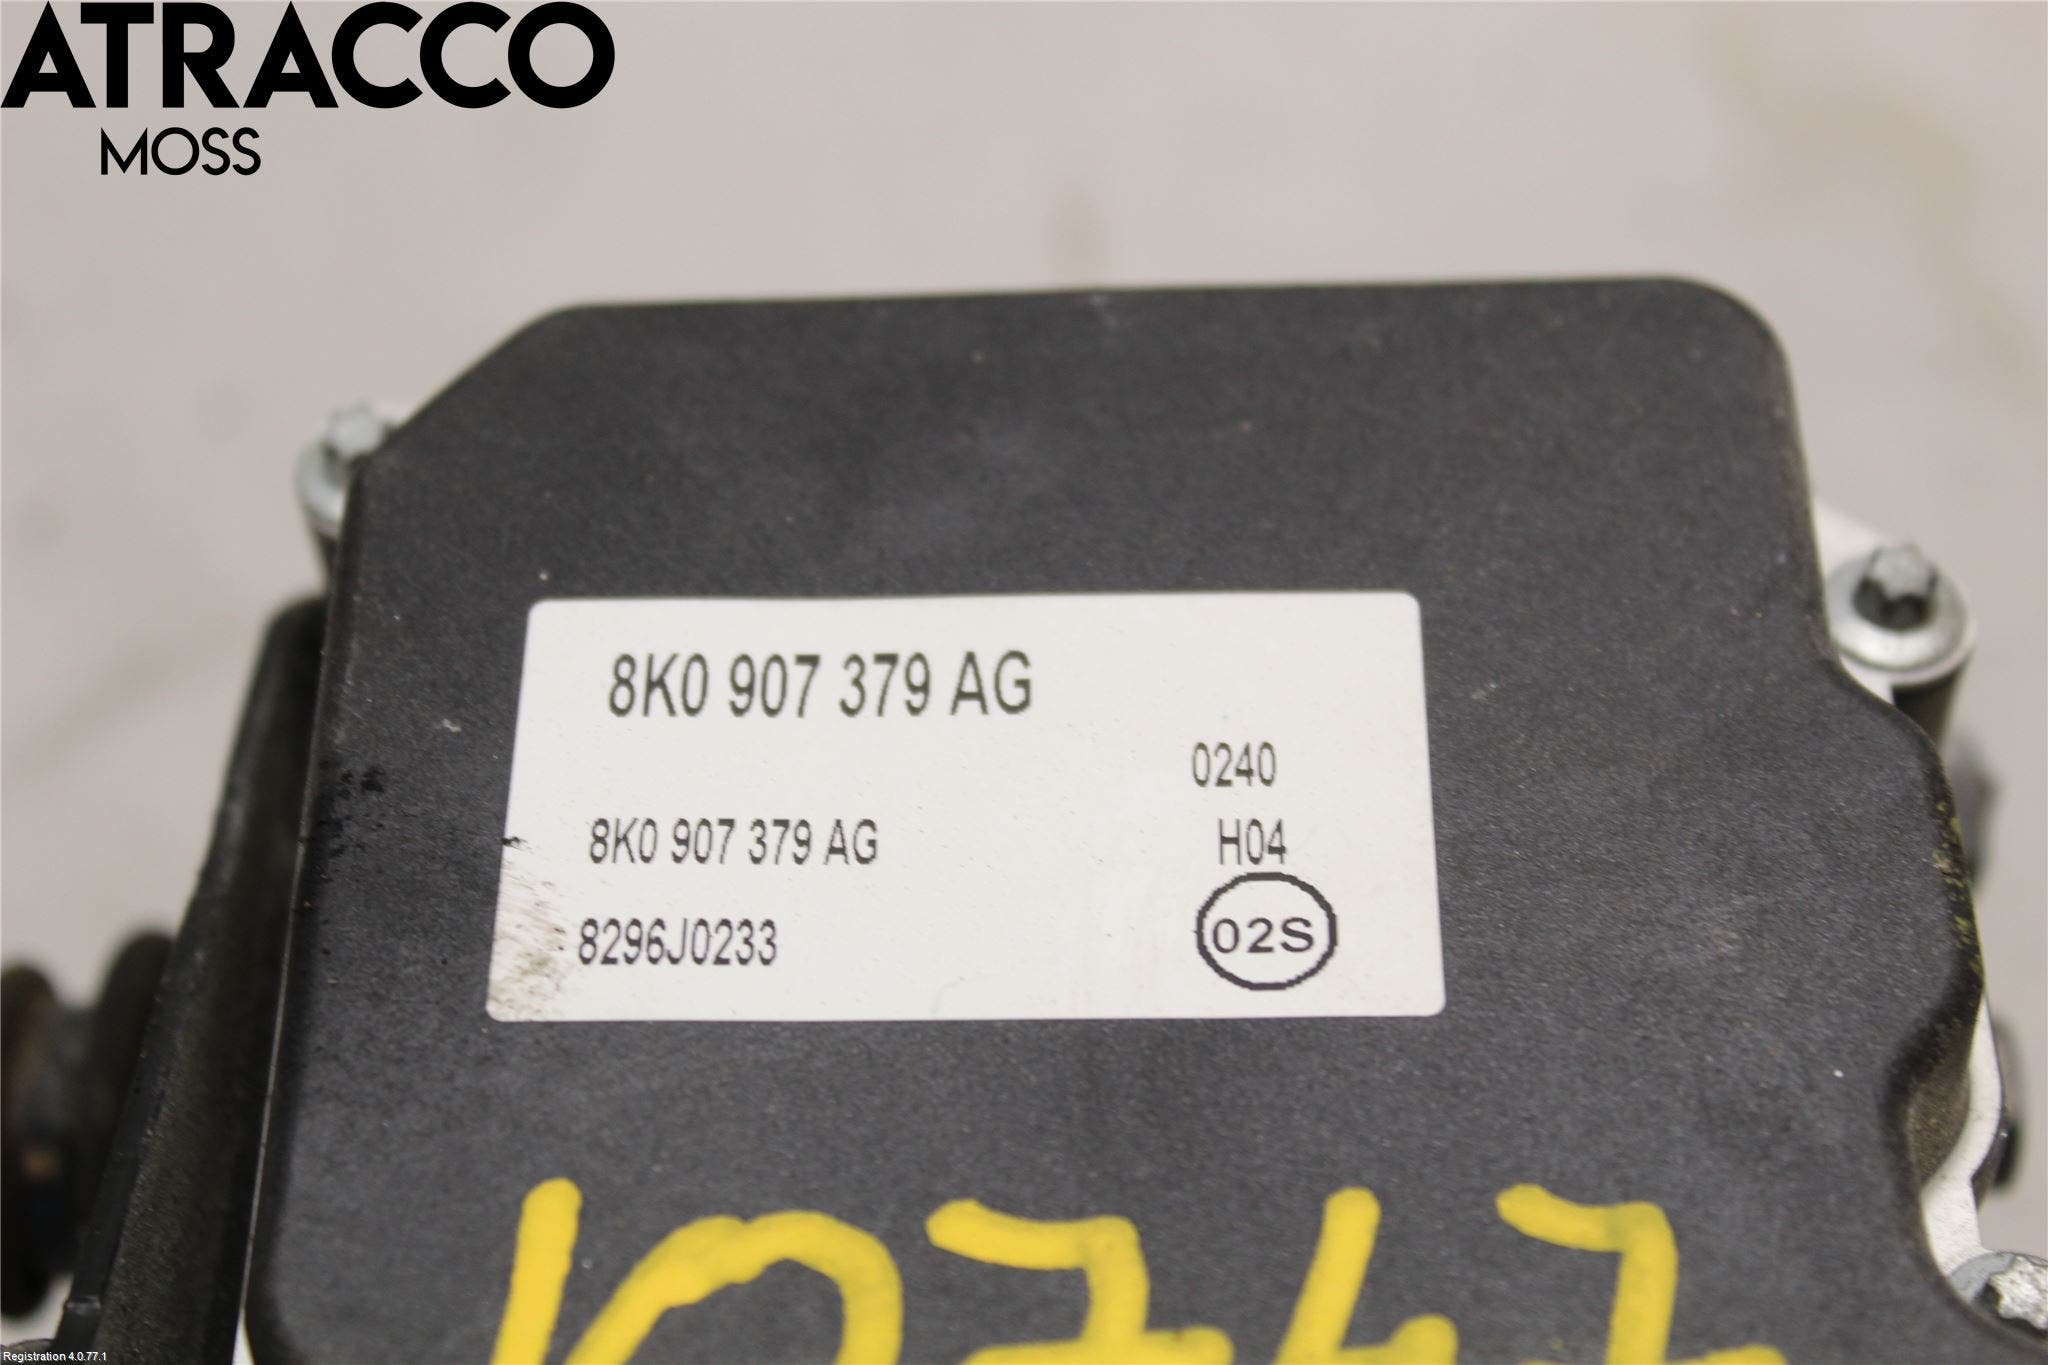 ATRACCO
MOSS
8K0 907 379 AG
0240
8K0 907 379 AG H04
8296J0233 02S
Registration 4.0.77.1